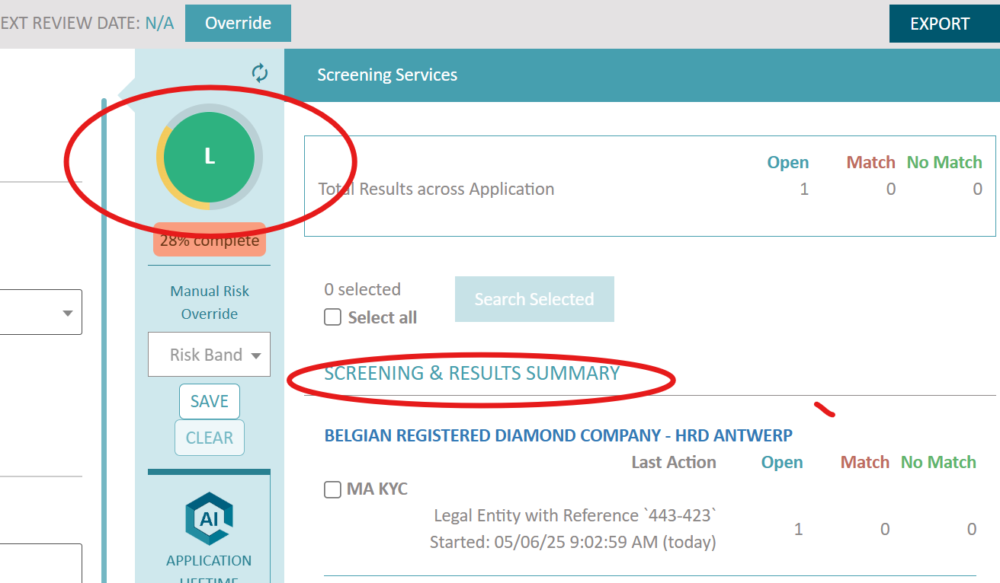 EXT REVIEW DATE: N/A
Override
EXPORT
Screening Services
L
28% complete
Manual Risk
Override
Risk Band
SAVE
CLEAR
AI
APPLICATION
LIFETIME
Open Match No Match
Total Results across Application 1 0 0
0 selected
Select all
Search Selected
SCREENING & RESULTS SUMMARY
BELGIAN REGISTERED DIAMOND COMPANY - HRD ANTWERP
Last Action Open Match No Match
MA KYC
Legal Entity with Reference `443-423`
Started: 05/06/25 9:02:59 AM (today)
1 0 0